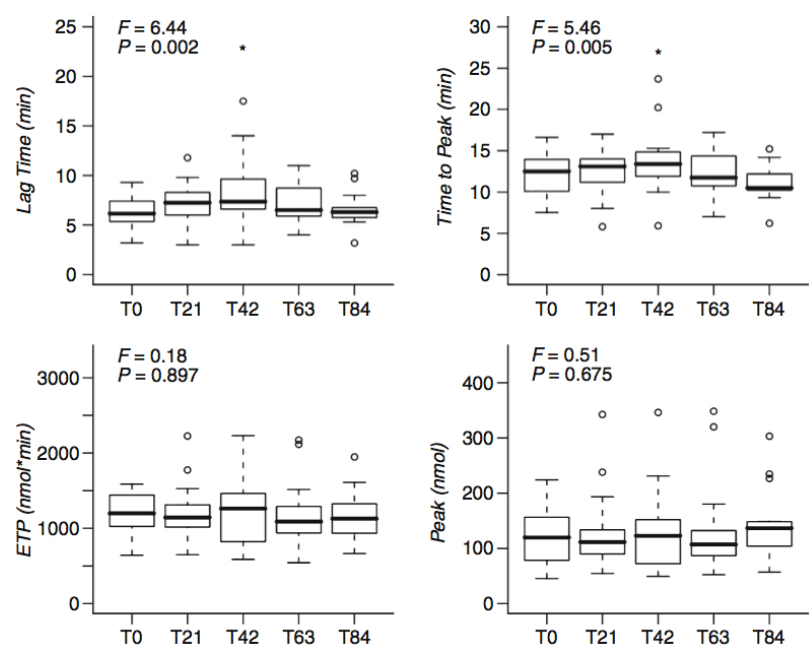 F = 6.44
P = 0.002
*
Lag Time (min)
25
20
15
10
5
0
T0 T21 T42 T63 T84
F = 5.46
P = 0.005
*
Time to Peak (min)
30
25
20
15
10
5
0
T0 T21 T42 T63 T84
F = 0.18
P = 0.897
ETP (nmol*min)
3000
2000
1000
0
T0 T21 T42 T63 T84
F = 0.51
P = 0.675
Peak (nmol)
400
300
200
100
0
T0 T21 T42 T63 T84